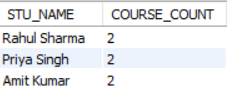 STU_NAME COURSE_COUNT
Rahul Sharma 2
Priya Singh 2
Amit Kumar 2